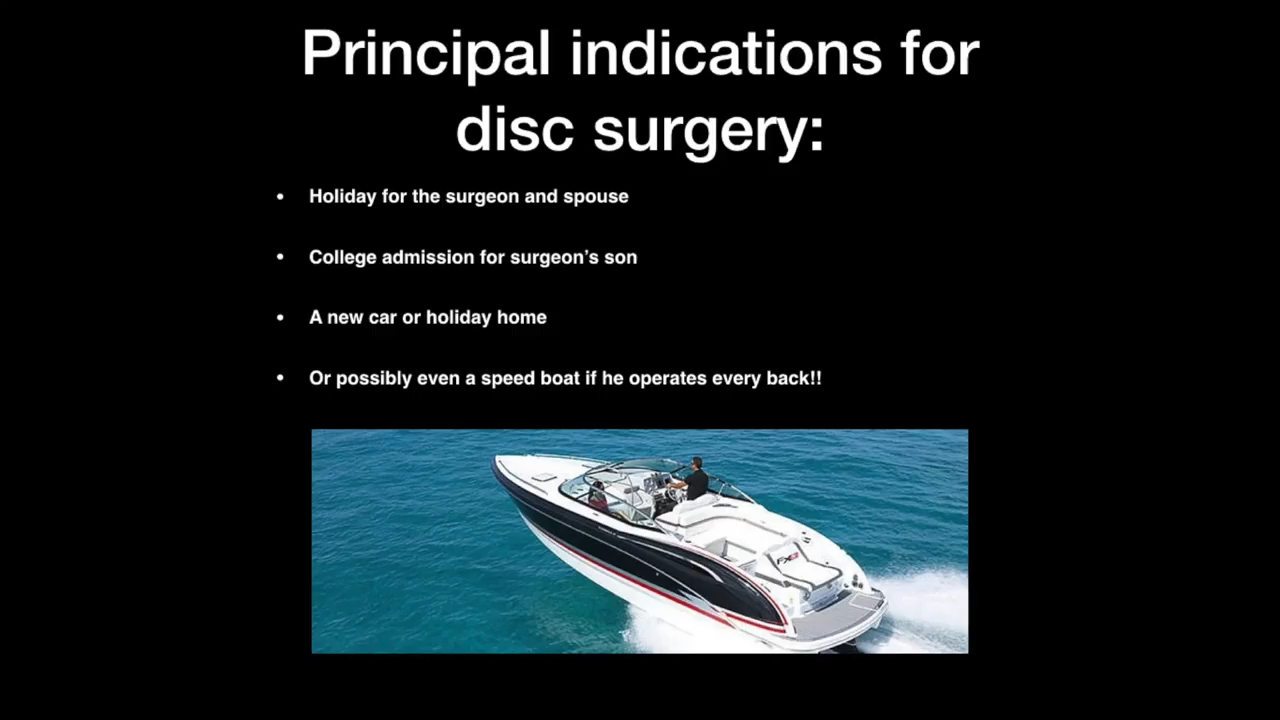 Principal indications for
disc surgery:
• Holiday for the surgeon and spouse
• College admission for surgeon’s son
• A new car or holiday home
• Or possibly even a speed boat if he operates every back!!